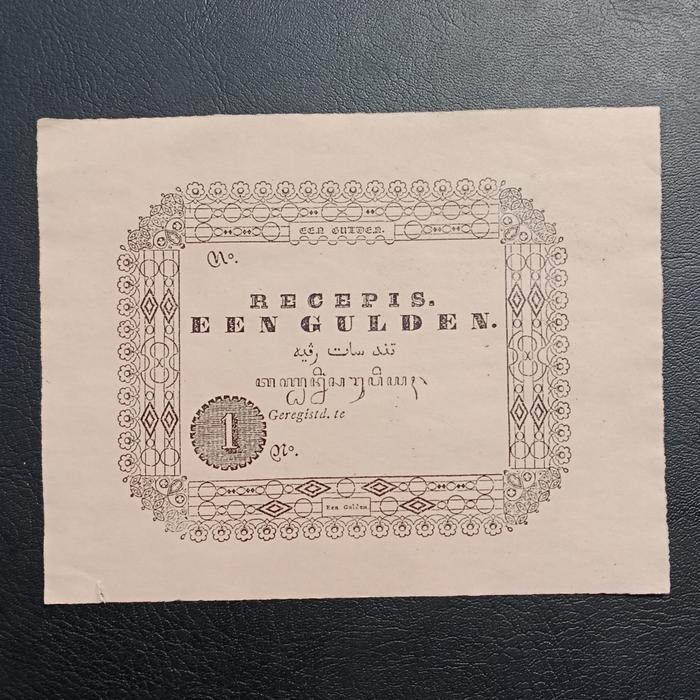 EEN GULDEN.
No.
RECEPIS.
EEN GULDEN.
تند سات رڤيه
1
Geregistd. te
No.
Een Gulden